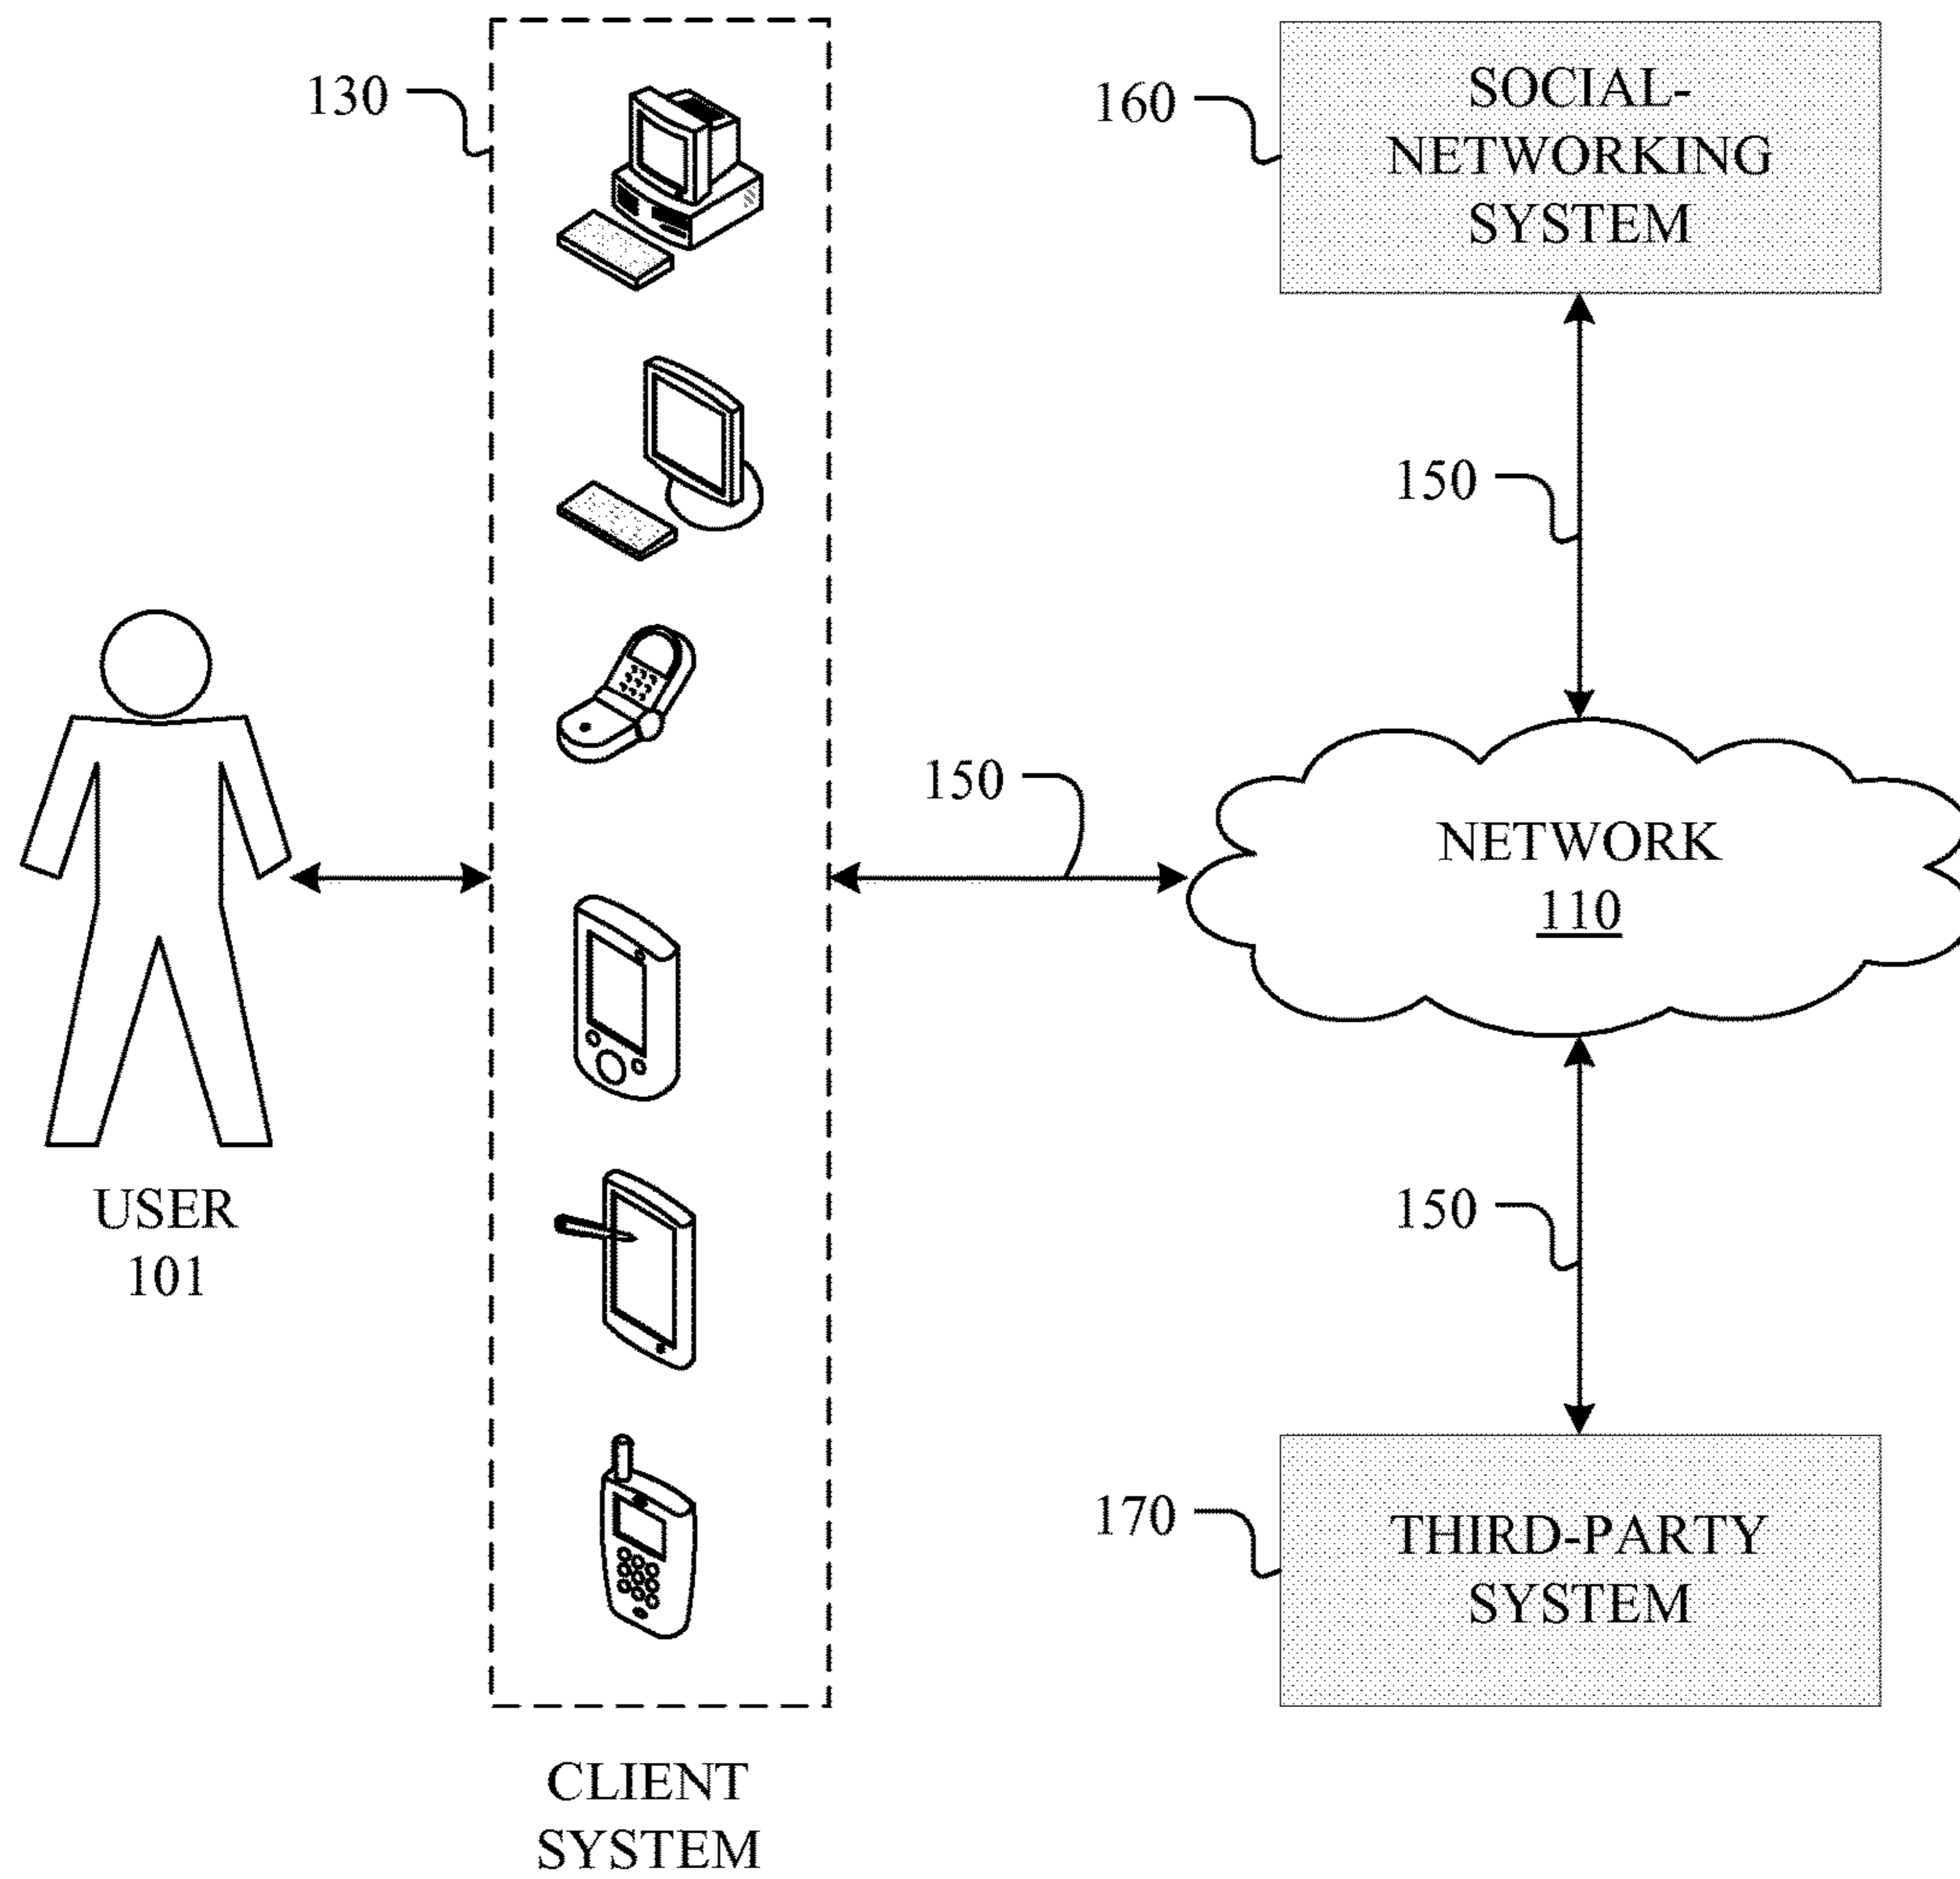 130
160
SOCIAL-
NETWORKING
SYSTEM
150
150
NETWORK
110
USER
101
150
170
THIRD-PARTY
SYSTEM
CLIENT
SYSTEM